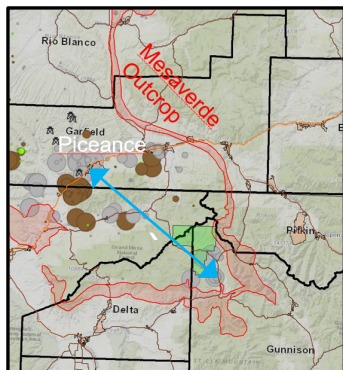 Rio Blanco
Mesaverde
Outcrop
Garfield
Piceance
Pitkin
Delta
Gunnison